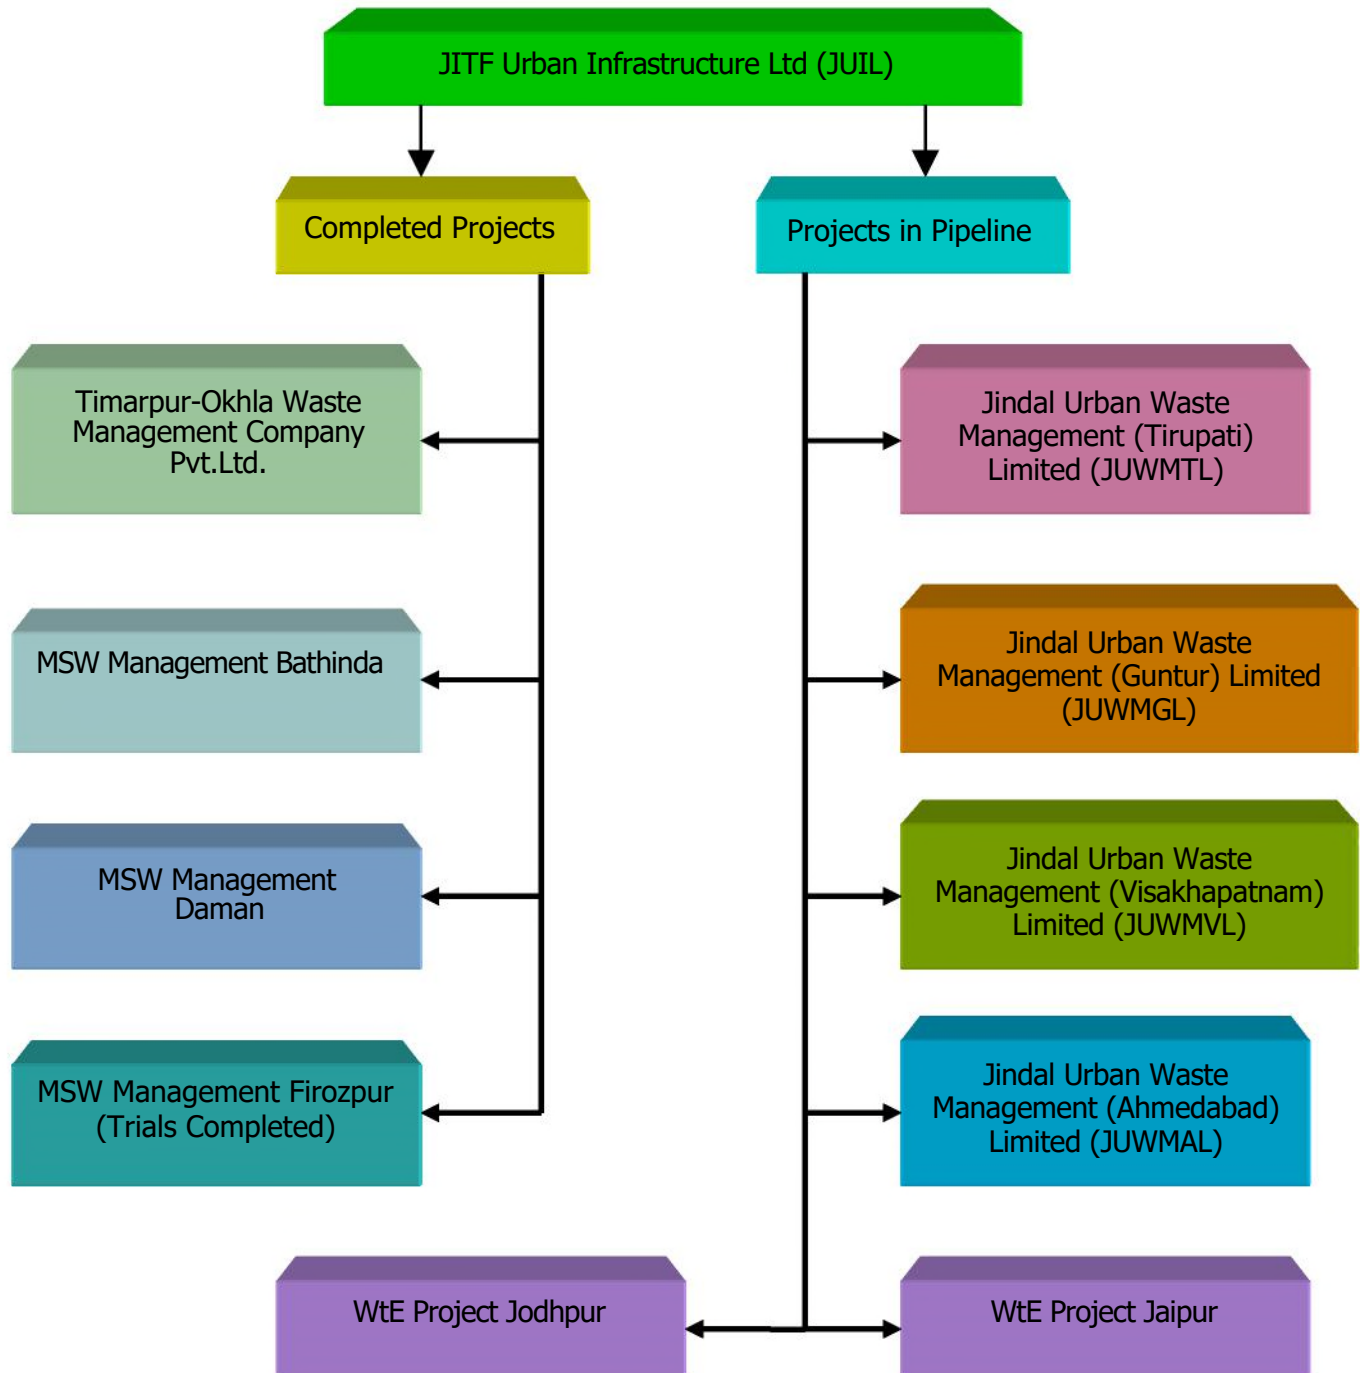 JITF Urban Infrastructure Ltd (JUIL)
Completed Projects
Projects in Pipeline
Timarpur-Okhla Waste
Management Company
Pvt.Ltd.
MSW Management Bathinda
MSW Management
Daman
MSW Management Firozpur
(Trials Completed)
Jindal Urban Waste
Management (Tirupati)
Limited (JUWMTL)
Jindal Urban Waste
Management (Guntur) Limited
(JUWMGL)
Jindal Urban Waste
Management (Visakhapatnam)
Limited (JUWMVL)
Jindal Urban Waste
Management (Ahmedabad)
Limited (JUWMAL)
WtE Project Jodhpur
WtE Project Jaipur